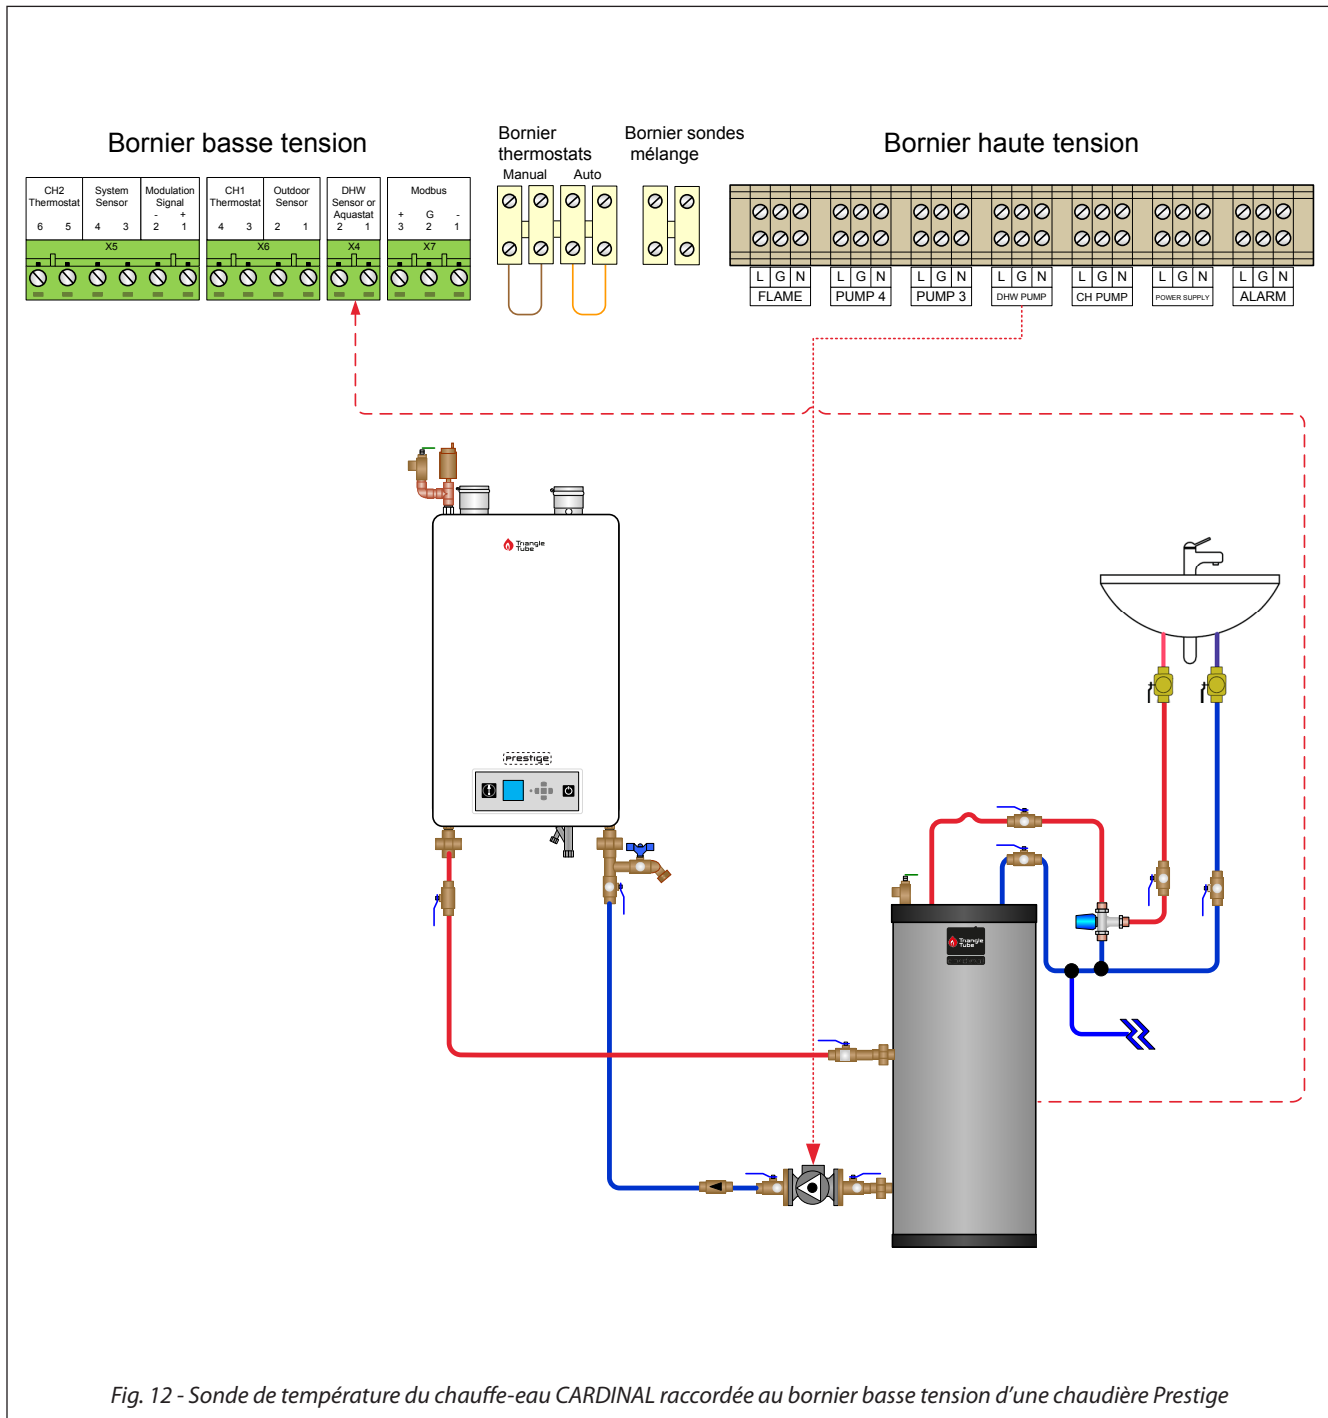 Bornier basse tension
Bornier thermostats
Bornier sondes mélange
Bornier haute tension
Manual Auto
CH2 Thermostat
System Sensor
Modulation Signal
CH1 Thermostat
Outdoor Sensor
DHW Sensor or Aquastat
Modbus
- +
+ G -
6 5 4 3 2 1
4 3 2 1
2 1
3 2 1
X5 X6 X4 X7
L G N L G N L G N L G N L G N L G N L G N
FLAME PUMP 4 PUMP 3 DHW PUMP CH PUMP POWER SUPPLY ALARM
Triangle Tube
Prestige
Triangle Tube
Fig. 12 - Sonde de température du chauffe-eau CARDINAL raccordée au bornier basse tension d'une chaudière Prestige